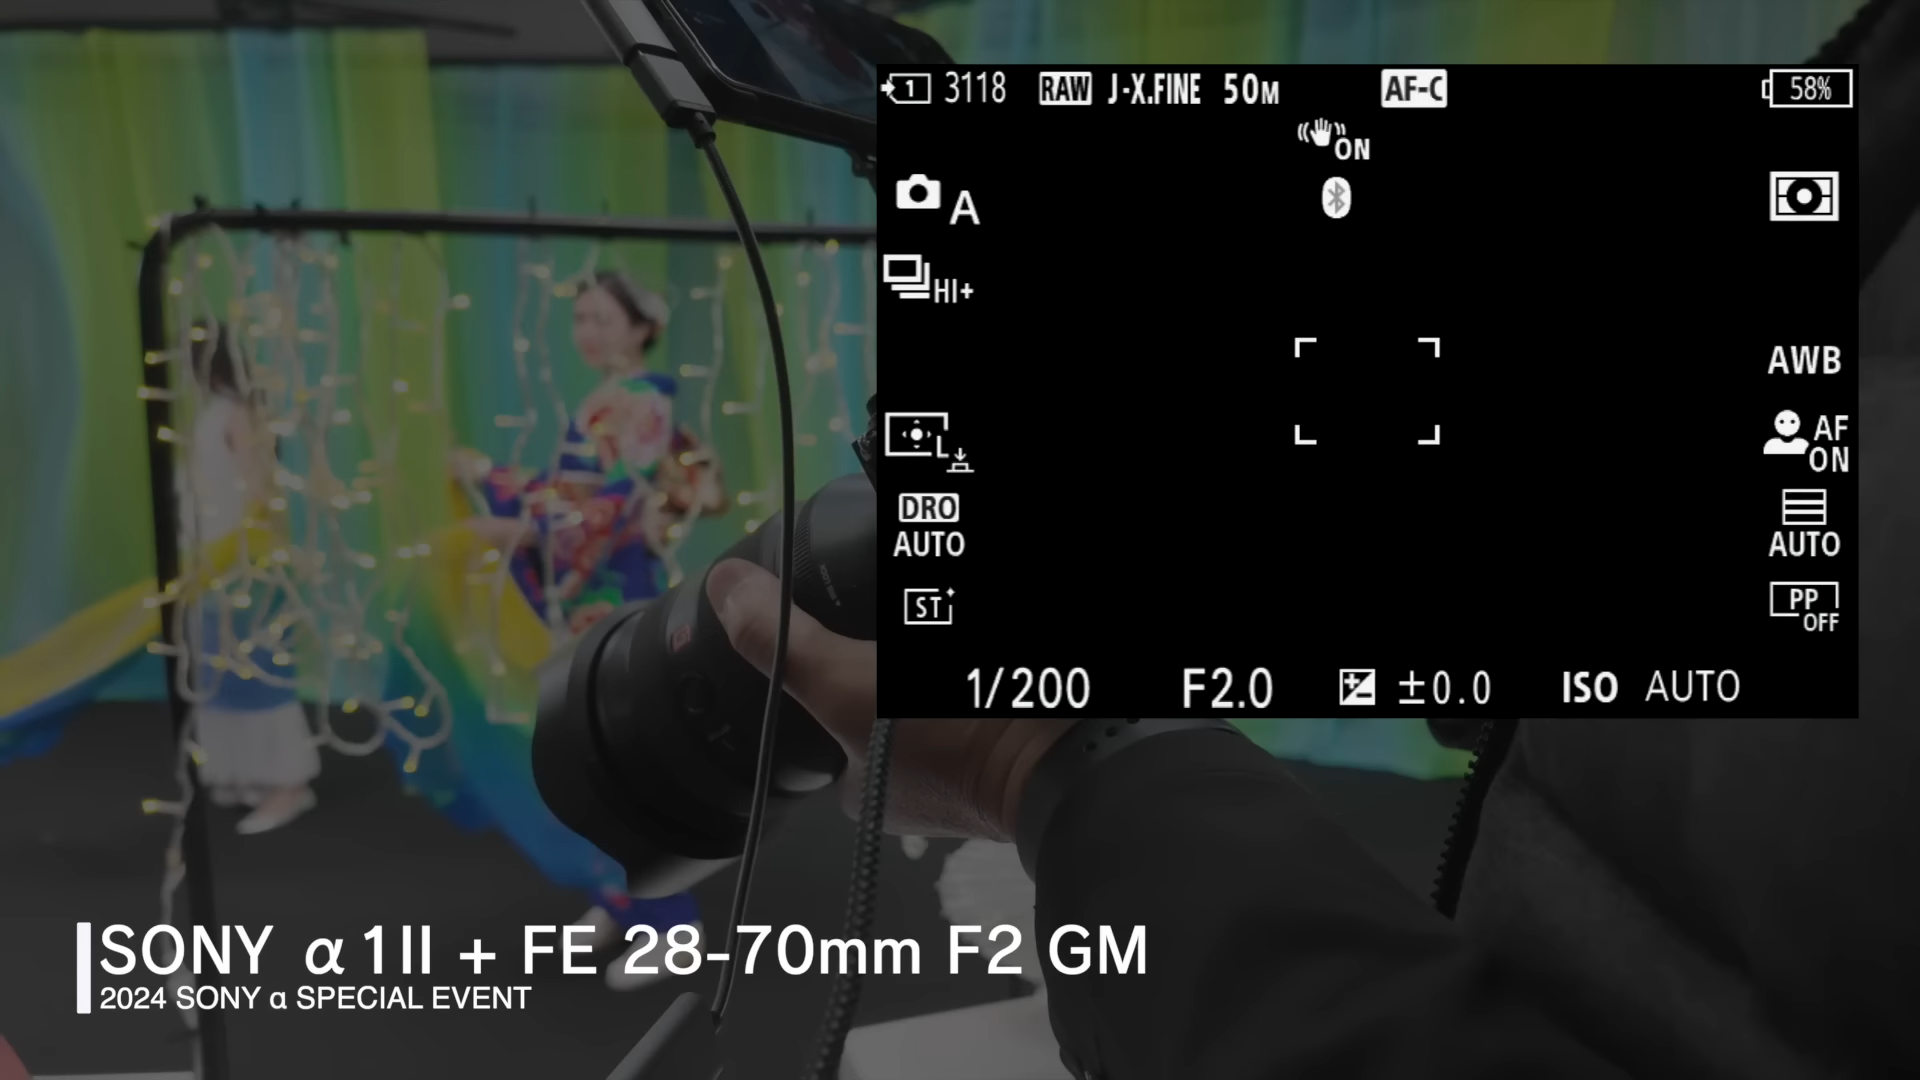 1 3118 RAW J-X.FINE 50M AF-C 58%
ON
A
HI+
AWB
L
AF
ON
DRO
AUTO
AUTO
ST
PP
OFF
1/200 F2.0 ±0.0 ISO AUTO
SONY α1II + FE 28-70mm F2 GM
2024 SONY α SPECIAL EVENT